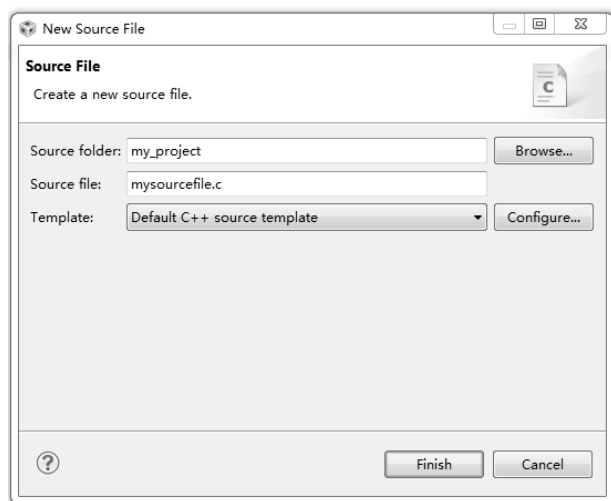 New Source File
Source File
Create a new source file.
C
Source folder: my_project Browse...
Source file: mysourcefile.c
Template: Default C++ source template Configure...
?
Finish Cancel